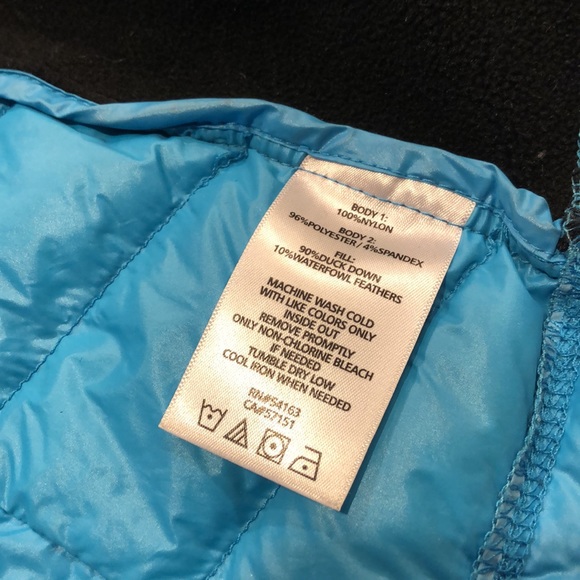 BODY 1:
100%NYLON
BODY 2:
96%POLYESTER / 4%SPANDEX
FILL:
90%DUCK DOWN
10%WATERFOWL FEATHERS
MACHINE WASH COLD
WITH LIKE COLORS ONLY
INSIDE OUT
REMOVE PROMPTLY
ONLY NON-CHLORINE BLEACH
IF NEEDED
TUMBLE DRY LOW
COOL IRON WHEN NEEDED
RN#54163
CA#57151